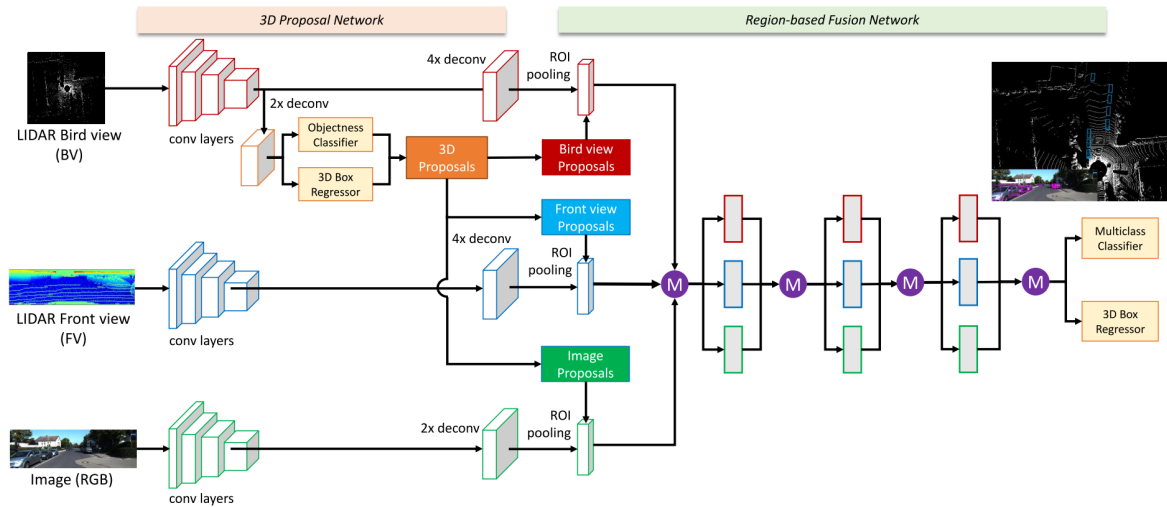 3D Proposal Network
Region-based Fusion Network
LIDAR Bird view
(BV)
conv layers
2x deconv
4x deconv
ROI
pooling
Objectness
Classifier
3D Box
Regressor
3D
Proposals
Bird view
Proposals
Front view
Proposals
LIDAR Front view
(FV)
conv layers
4x deconv
ROI
pooling
M
M
M
M
Multiclass
Classifier
3D Box
Regressor
Image
Proposals
Image (RGB)
conv layers
2x deconv
ROI
pooling